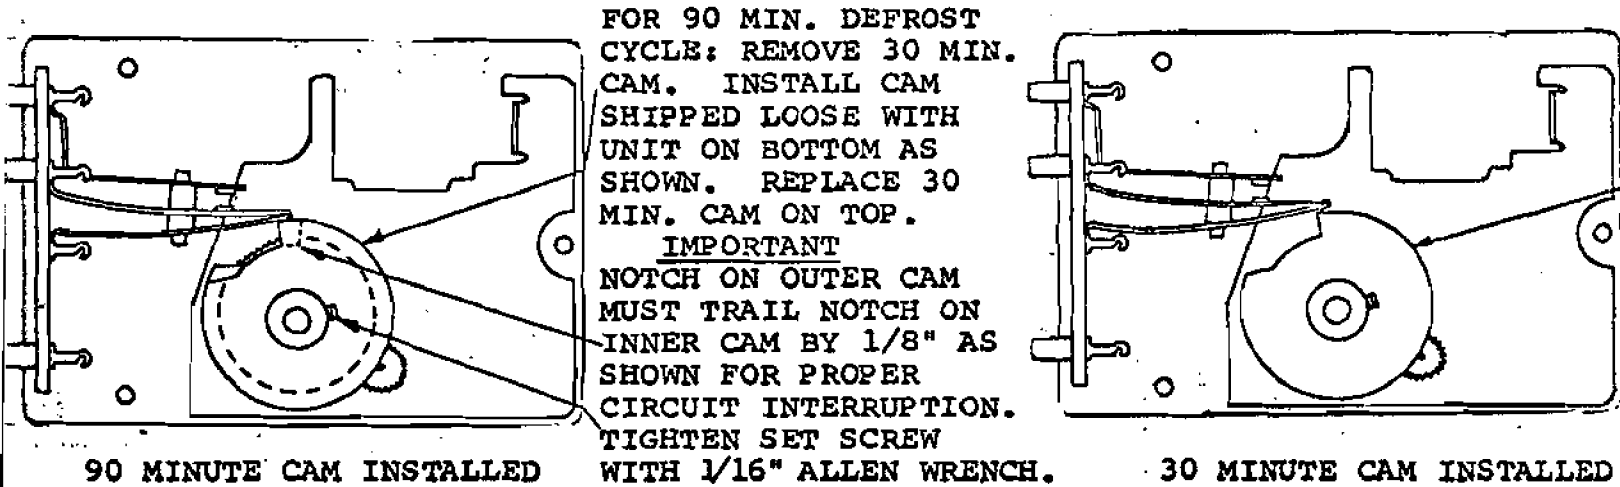 FOR 90 MIN. DEFROST
CYCLE: REMOVE 30 MIN.
CAM. INSTALL CAM
SHIPPED LOOSE WITH
UNIT ON BOTTOM AS
SHOWN. REPLACE 30
MIN. CAM ON TOP.
IMPORTANT
NOTCH ON OUTER CAM
MUST TRAIL NOTCH ON
INNER CAM BY 1/8" AS
SHOWN FOR PROPER
CIRCUIT INTERRUPTION.
TIGHTEN SET SCREW
WITH 1/16" ALLEN WRENCH.
90 MINUTE CAM INSTALLED
30 MINUTE CAM INSTALLED